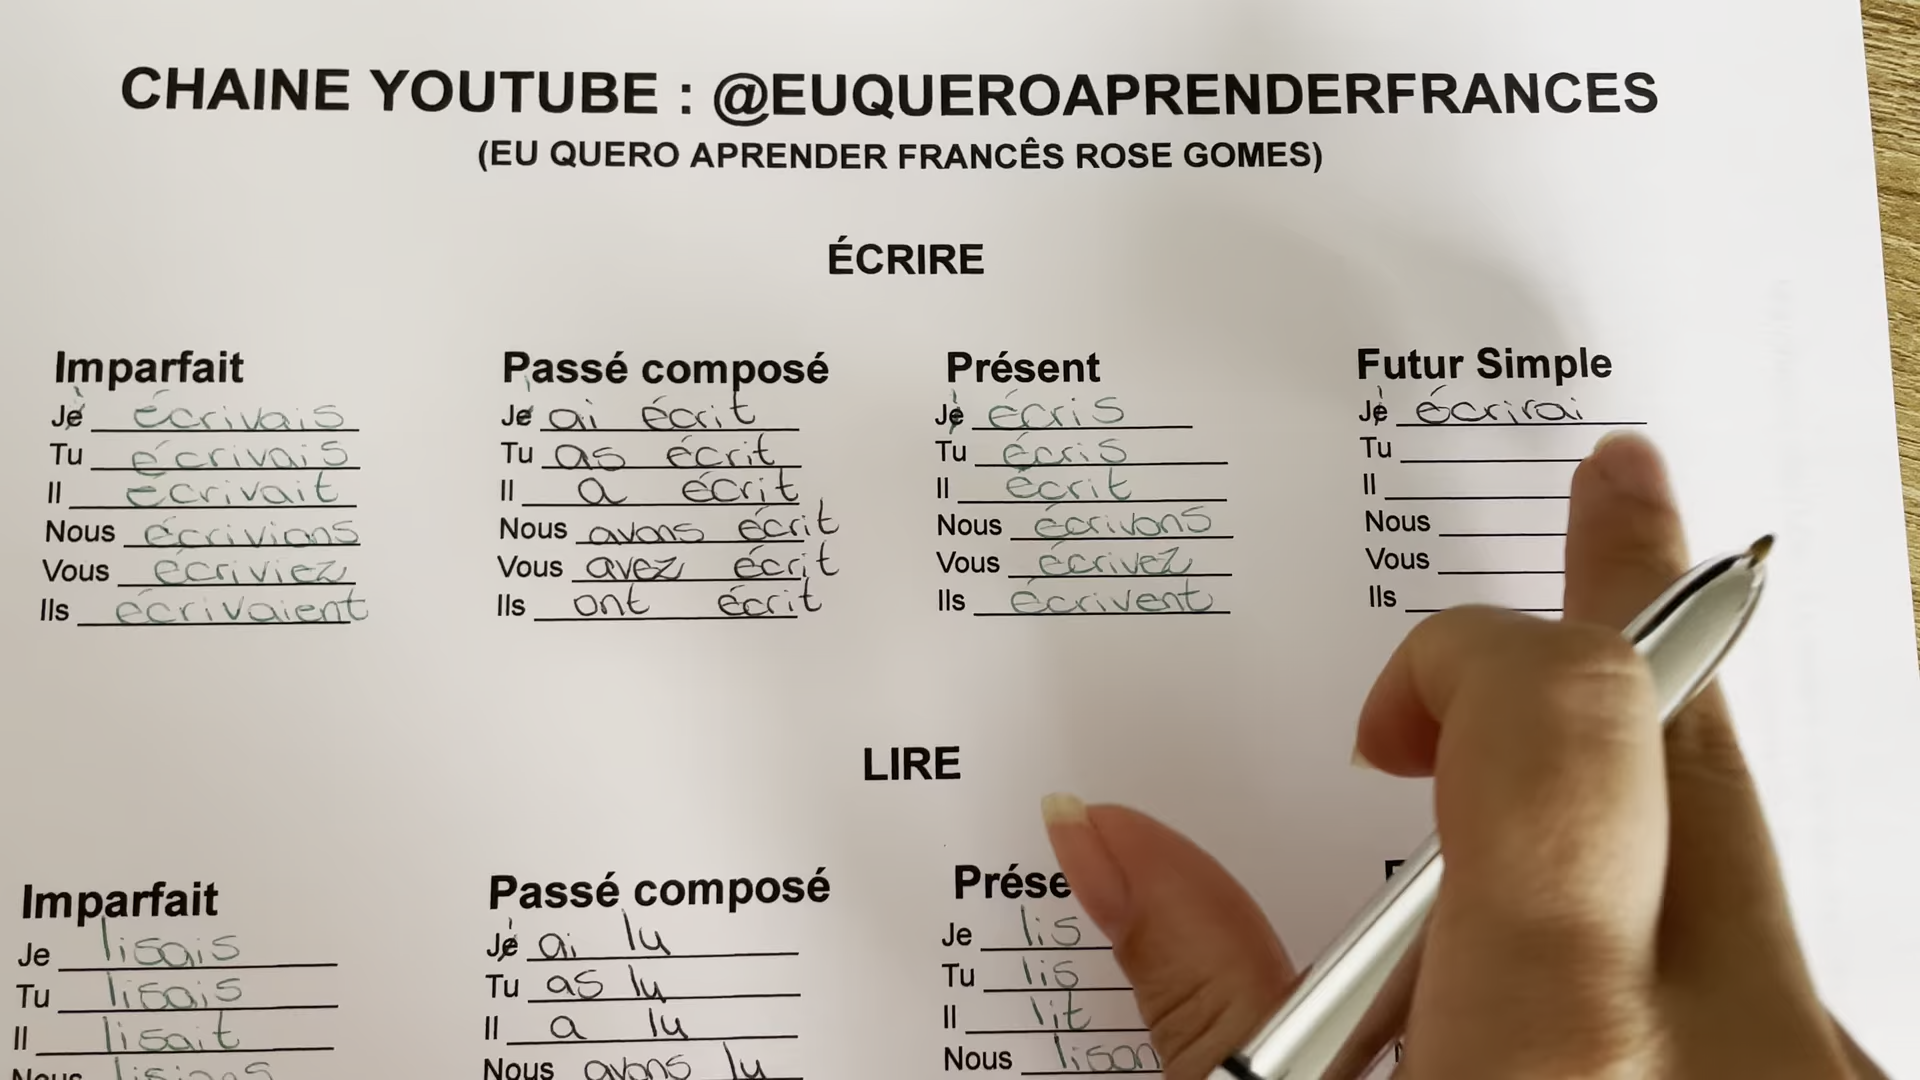 CHAINE YOUTUBE : @EUQUEROAPRENDERFRANCES
(EU QUERO APRENDER FRANCÊS ROSE GOMES)
ÉCRIRE
Imparfait
J' écrivais
Tu écrivais
Il écrivait
Nous écrivions
Vous écriviez
Ils écrivaient
Passé composé
J' ai écrit
Tu as écrit
Il a écrit
Nous avons écrit
Vous avez écrit
Ils ont écrit
Présent
J' écris
Tu écris
Il écrit
Nous écrivons
Vous écrivez
Ils écrivent
Futur Simple
J' écrirai
Tu
Il
Nous
Vous
Ils
LIRE
Imparfait
Je lisais
Tu lisais
Il lisait
Nous lisions
Passé composé
J' ai lu
Tu as lu
Il a lu
Nous avons lu
Prése
Je lis
Tu lis
Il lit
Nous lison